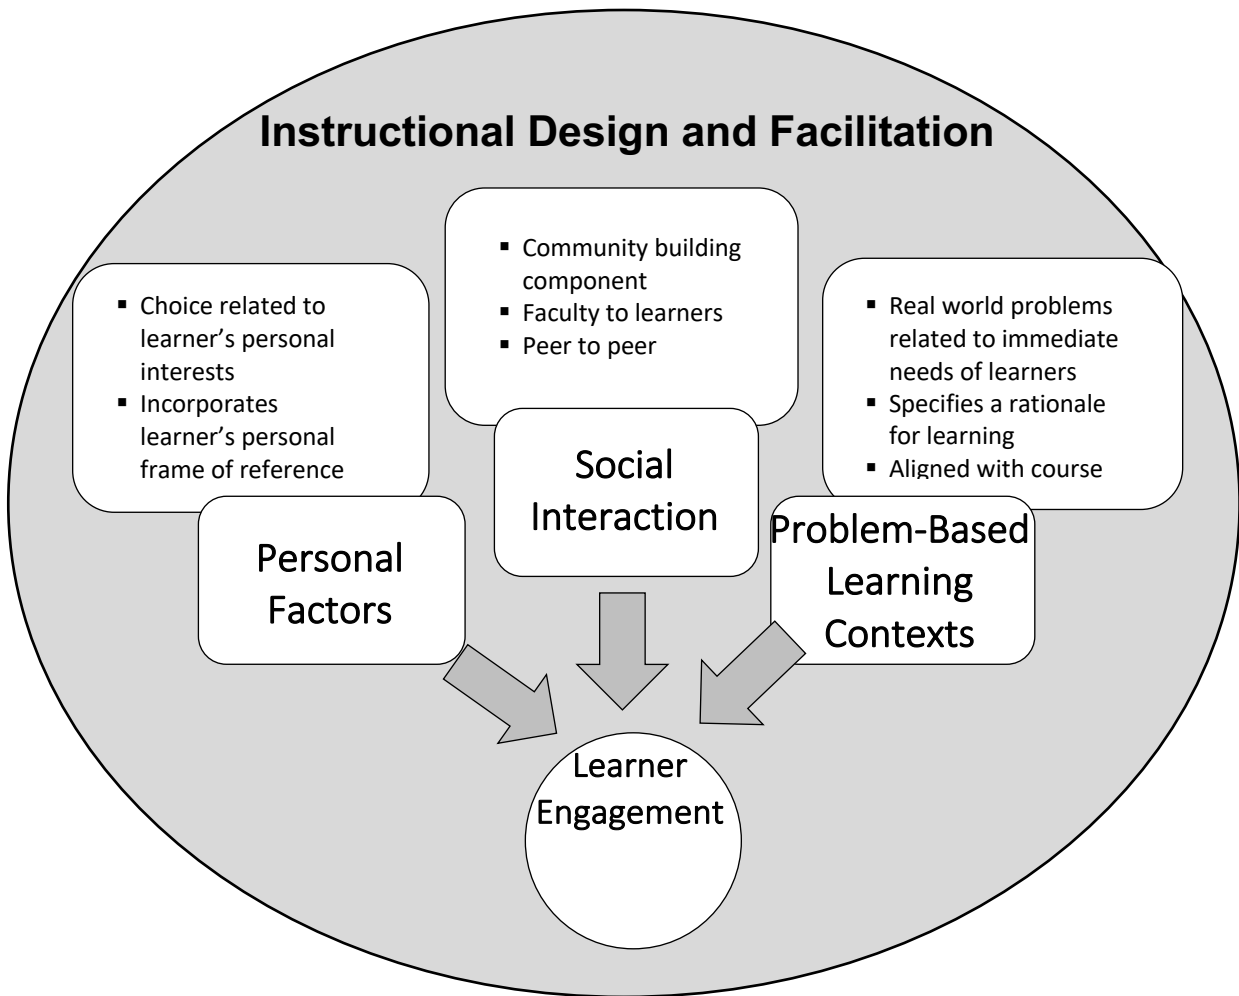 Instructional Design and Facilitation
▪ Choice related to
learner’s personal
interests
▪ Incorporates
learner’s personal
frame of reference
Personal
Factors
▪ Community building
component
▪ Faculty to learners
▪ Peer to peer
Social
Interaction
▪ Real world problems
related to immediate
needs of learners
▪ Specifies a rationale
for learning
▪ Aligned with course
Problem-Based
Learning
Contexts
Learner
Engagement